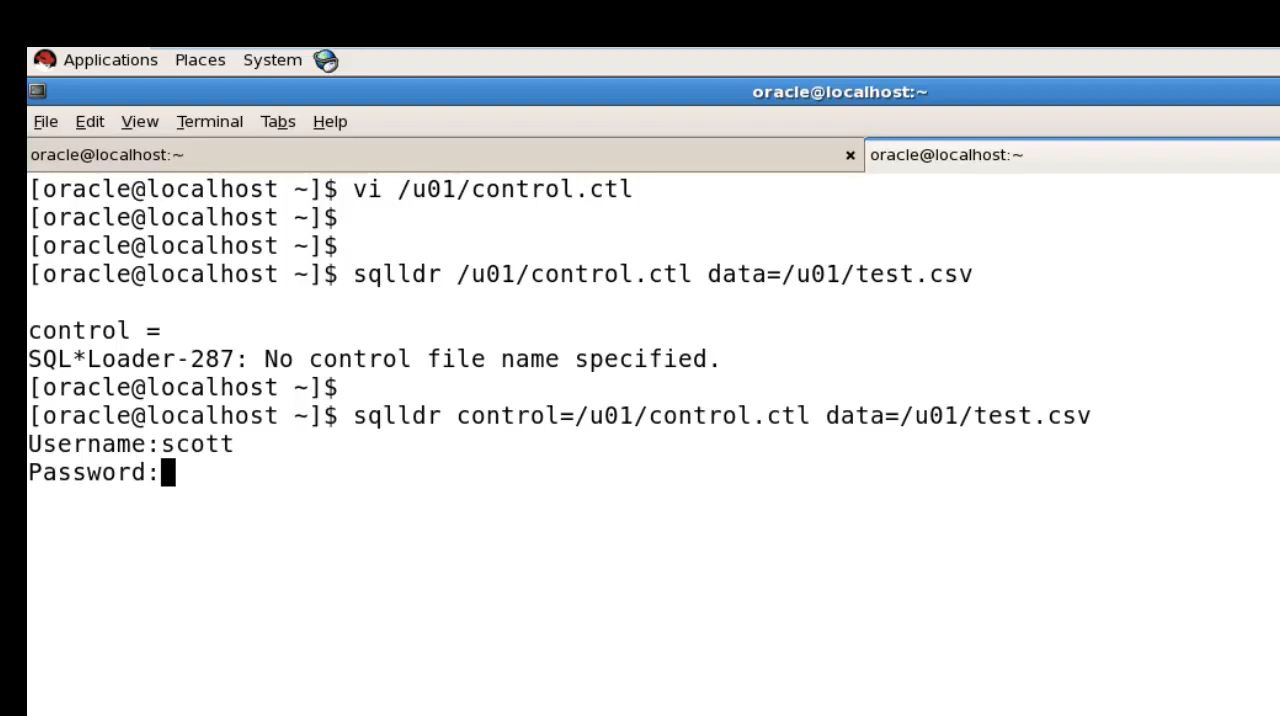 Applications Places System
oracle@localhost:~
File Edit View Terminal Tabs Help
oracle@localhost:~ × oracle@localhost:~
[oracle@localhost ~]$ vi /u01/control.ctl
[oracle@localhost ~]$
[oracle@localhost ~]$
[oracle@localhost ~]$ sqlldr /u01/control.ctl data=/u01/test.csv
control =
SQL*Loader-287: No control file name specified.
[oracle@localhost ~]$
[oracle@localhost ~]$ sqlldr control=/u01/control.ctl data=/u01/test.csv
Username:scott
Password: